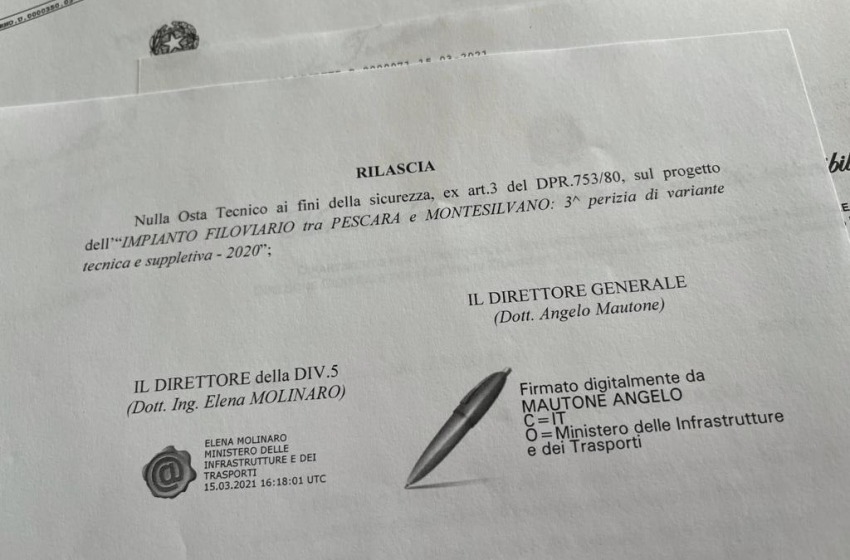 RILASCIA
Nulla Osta Tecnico ai fini della sicurezza, ex art.3 del DPR.753/80, sul progetto
dell'“IMPIANTO FILOVIARIO tra PESCARA e MONTESILVANO: 3^ perizia di variante
tecnica e suppletiva - 2020”;
IL DIRETTORE GENERALE
(Dott. Angelo Mautone)
IL DIRETTORE della DIV.5
(Dott. Ing. Elena MOLINARO)
Firmato digitalmente da
MAUTONE ANGELO
C=IT
O=Ministero delle Infrastrutture
e dei Trasporti
@
ELENA MOLINARO
MINISTERO DELLE
INFRASTRUTTURE E DEI
TRASPORTI
15.03.2021 16:18:01 UTC